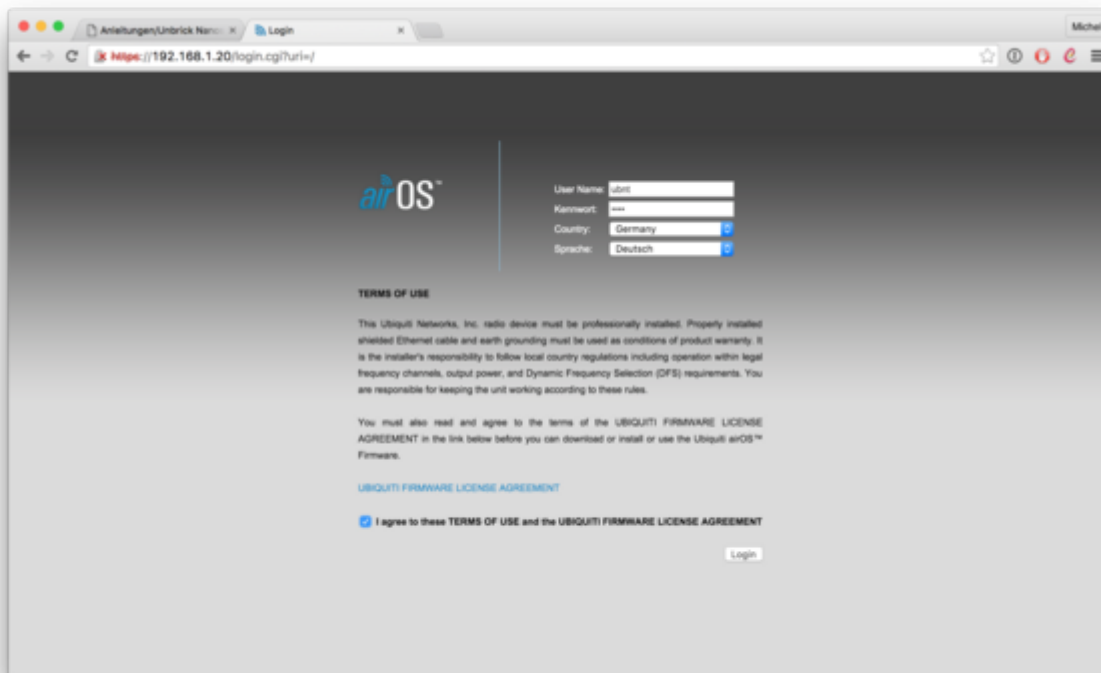 Anleitungen/Unbrick Nano
Login
Michel
https://192.168.1.20/login.cgi?uri=/
airOS™
User Name: ubnt
Kennwort: ••••
Country: Germany
Sprache: Deutsch
TERMS OF USE
This Ubiquiti Networks, Inc. radio device must be professionally installed. Properly installed
shielded Ethernet cable and earth grounding must be used as conditions of product warranty. It
is the installer's responsibility to follow local country regulations including operation within legal
frequency channels, output power, and Dynamic Frequency Selection (DFS) requirements. You
are responsible for keeping the unit working according to these rules.
You must also read and agree to the terms of the UBIQUITI FIRMWARE LICENSE
AGREEMENT in the link below before you can download or install or use the Ubiquiti airOS™
Firmware.
UBIQUITI FIRMWARE LICENSE AGREEMENT
I agree to these TERMS OF USE and the UBIQUITI FIRMWARE LICENSE AGREEMENT
Login